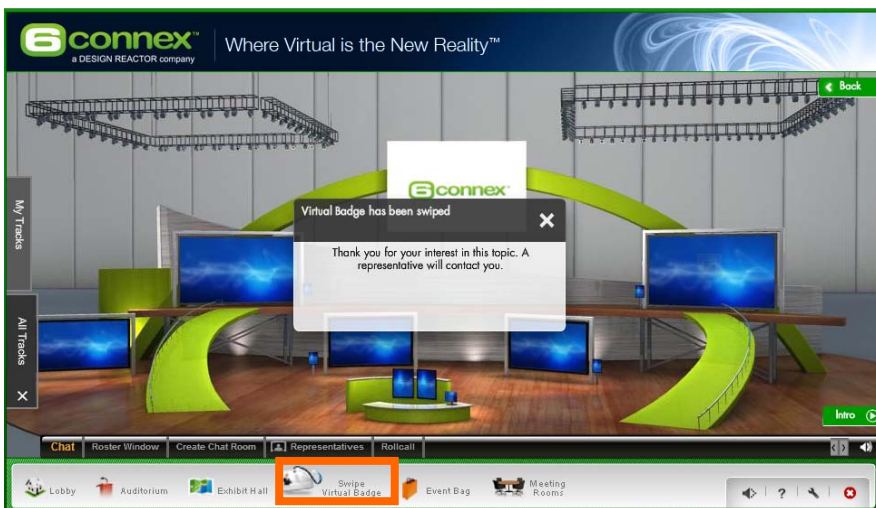 6connex™
a DESIGN REACTOR company
Where Virtual is the New Reality™
Back
6connex
My Tracks
Virtual Badge has been swiped
Thank you for your interest in this topic. A
representative will contact you.
All Tracks
Intro
Chat Roster Window Create Chat Room Representatives Rollcall
Lobby Auditorium Exhibit Hall Swipe
Virtual Badge Event Bag Meeting
Rooms
?